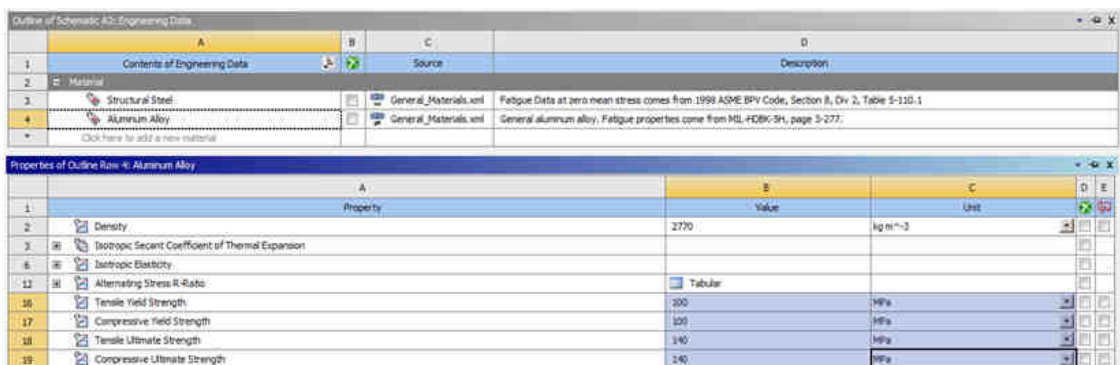 Outline of Schematic A2: Engineering Data
A B C D
1 Contents of Engineering Data Source Description
2 Material
3 Structural Steel General_Materials.xml Fatigue Data at zero mean stress comes from 1998 ASME BPV Code, Section 8, Div 2, Table 5-110.1
4 Aluminum Alloy General_Materials.xml General aluminum alloy. Fatigue properties come from MIL-HDBK-5H, page 3-277.
* Click here to add a new material
Properties of Outline Row 4: Aluminum Alloy
A B C D E
1 Property Value Unit
2 Density 2770 kg m^-3
3 Isotropic Secant Coefficient of Thermal Expansion
6 Isotropic Elasticity
12 Alternating Stress R-Ratio Tabular
16 Tensile Yield Strength 100 MPa
17 Compressive Yield Strength 100 MPa
18 Tensile Ultimate Strength 140 MPa
19 Compressive Ultimate Strength 140 MPa